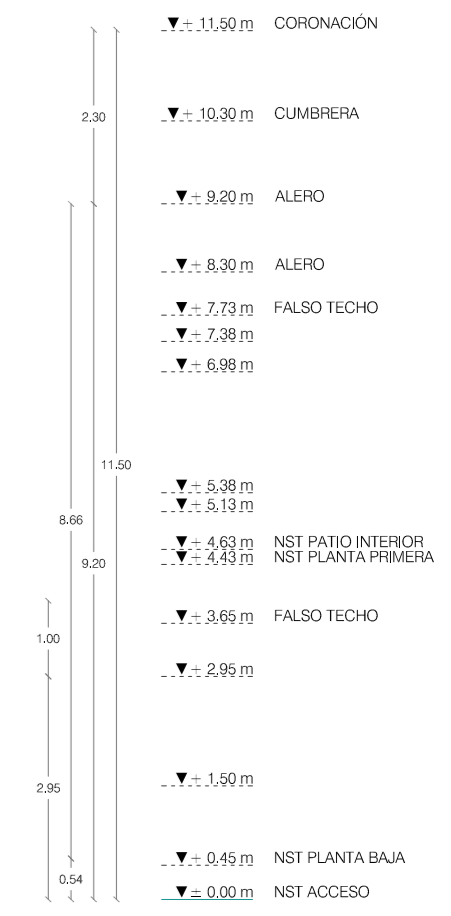 ▼+ 11.50 m CORONACIÓN
2.30
▼+ 10.30 m CUMBRERA
▼+ 9.20 m ALERO
▼+ 8.30 m ALERO
▼+ 7.73 m FALSO TECHO
▼+ 7.38 m
▼+ 6.98 m
11.50
▼+ 5.38 m
▼+ 5.13 m
8.66
▼+ 4.63 m NST PATIO INTERIOR
▼+ 4.43 m NST PLANTA PRIMERA
9.20
▼+ 3.65 m FALSO TECHO
1.00
▼+ 2.95 m
▼+ 1.50 m
2.95
▼+ 0.45 m NST PLANTA BAJA
0.54
▼± 0.00 m NST ACCESO